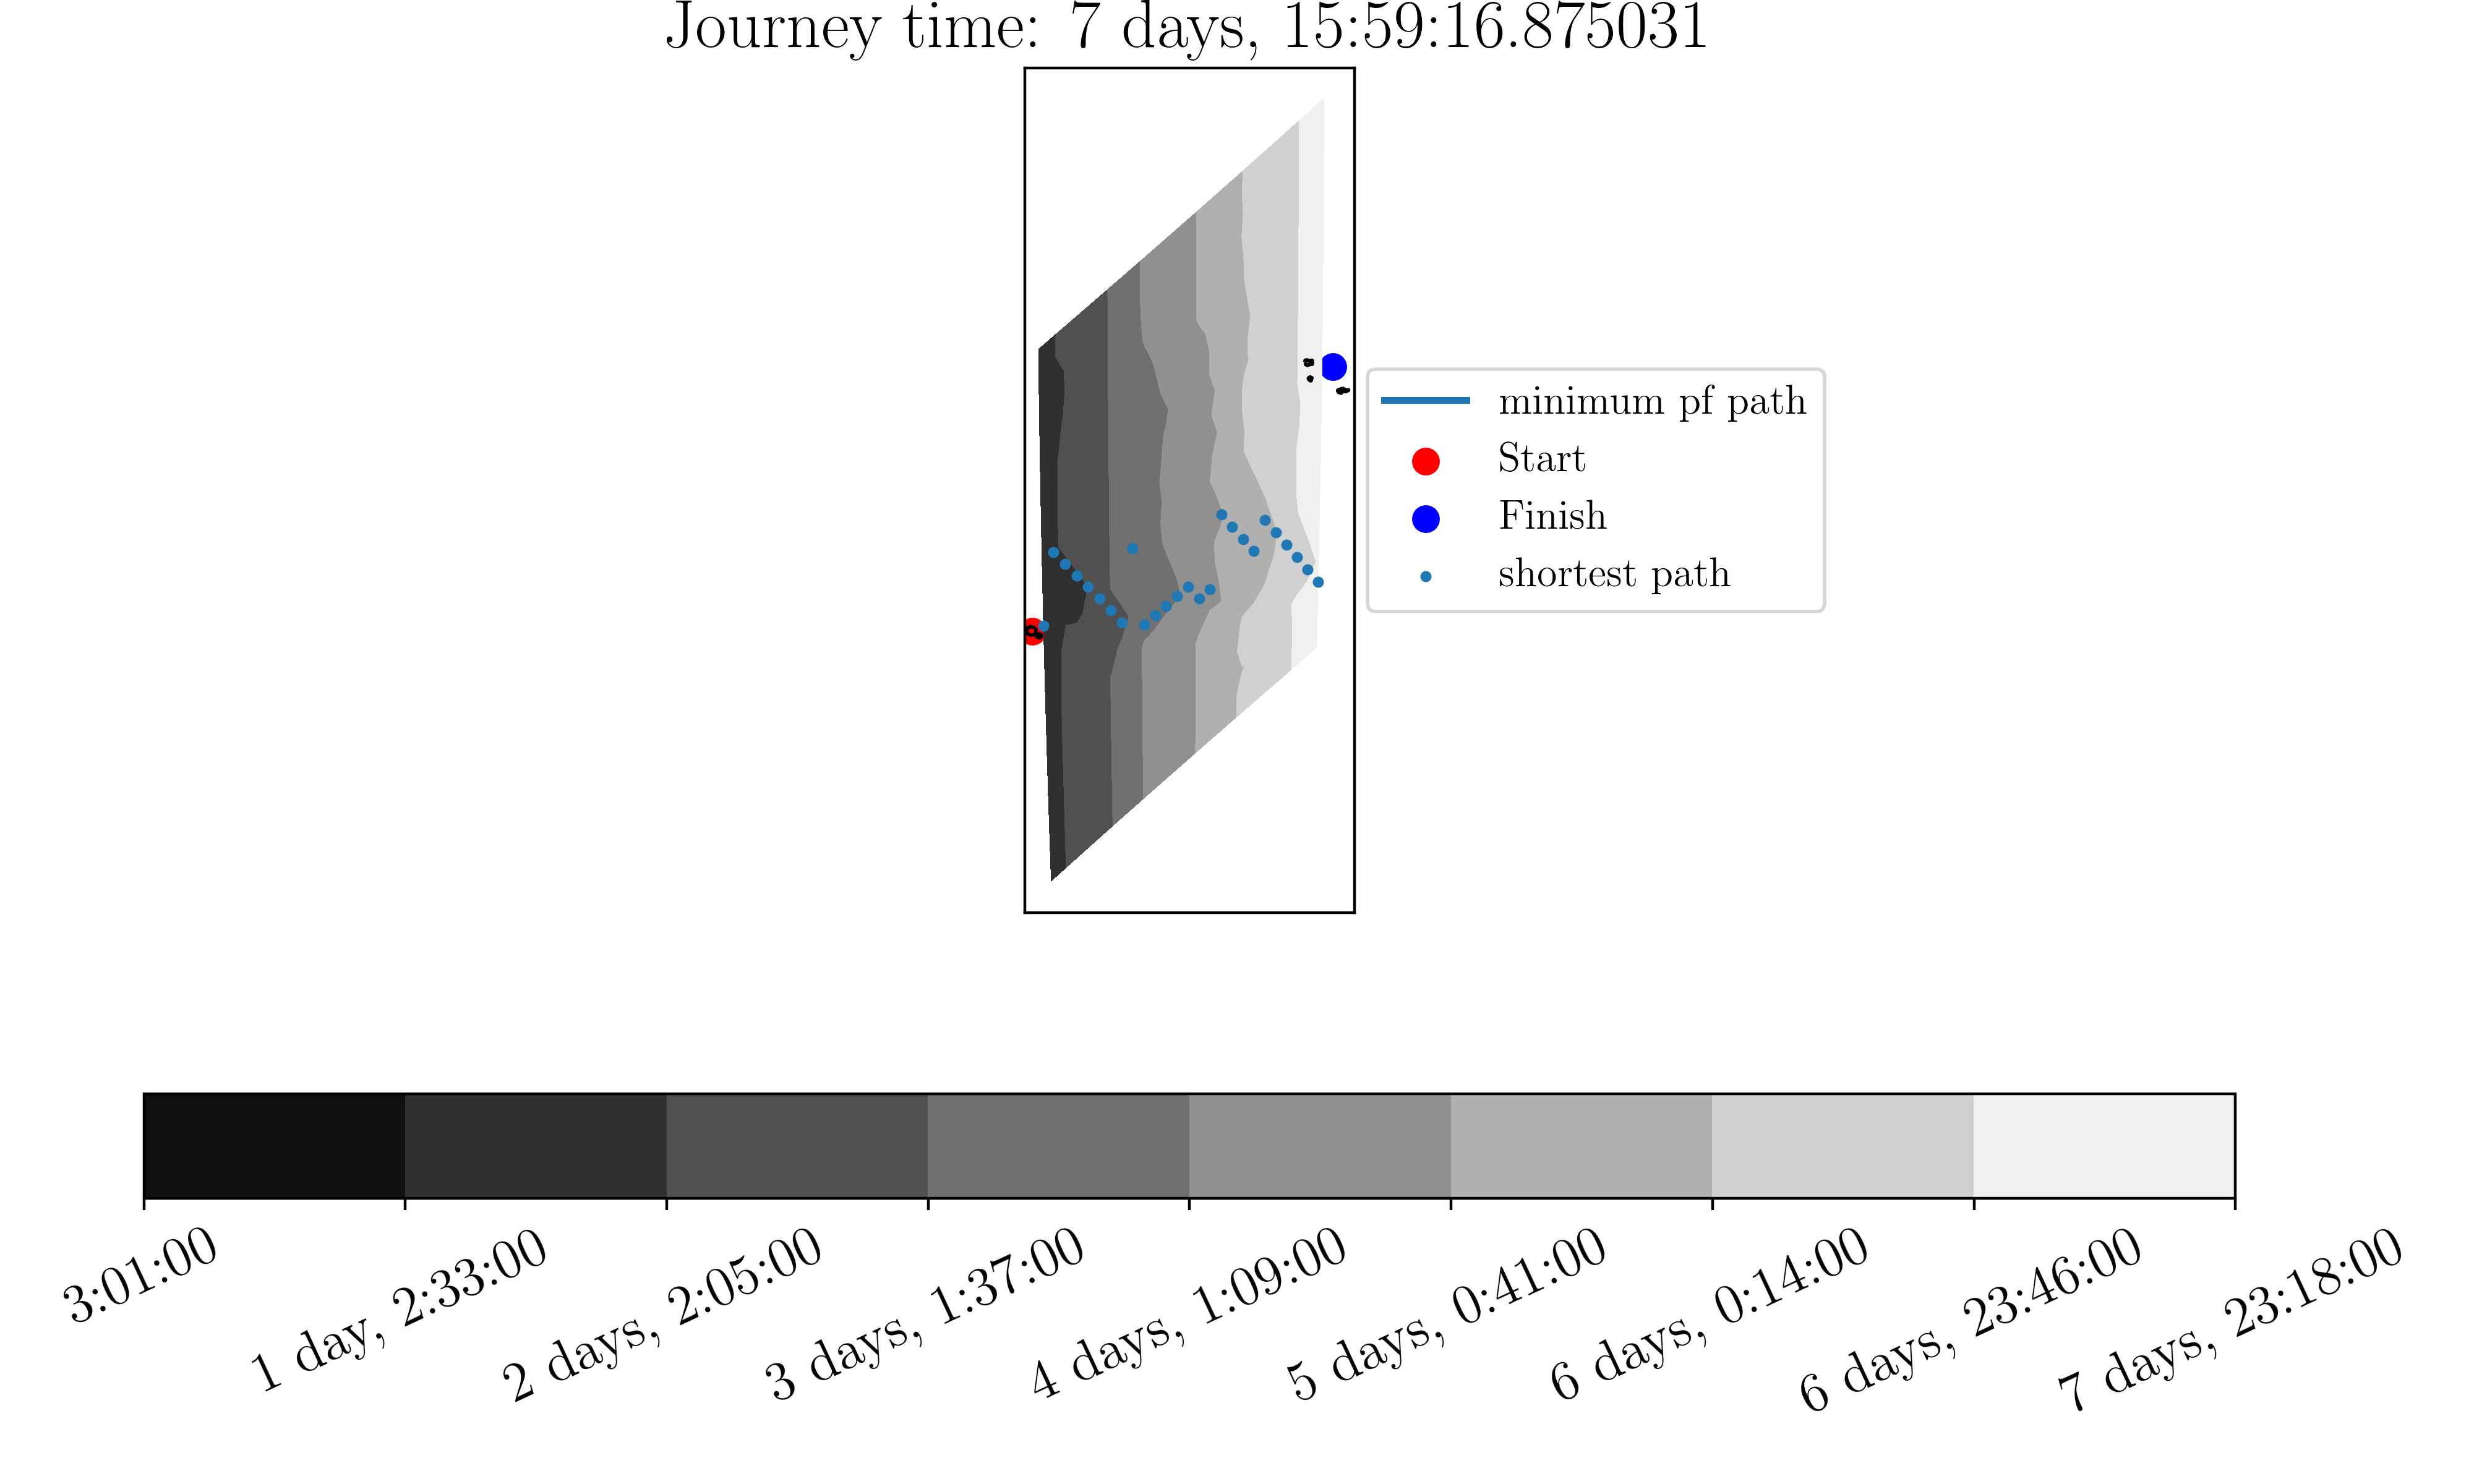 Journey time: 7 days, 15:59:16.875031
minimum pf path
Start
Finish
shortest path
3:01:00
1 day, 2:33:00
2 days, 2:05:00
3 days, 1:37:00
4 days, 1:09:00
5 days, 0:41:00
6 days, 0:14:00
6 days, 23:46:00
7 days, 23:18:00